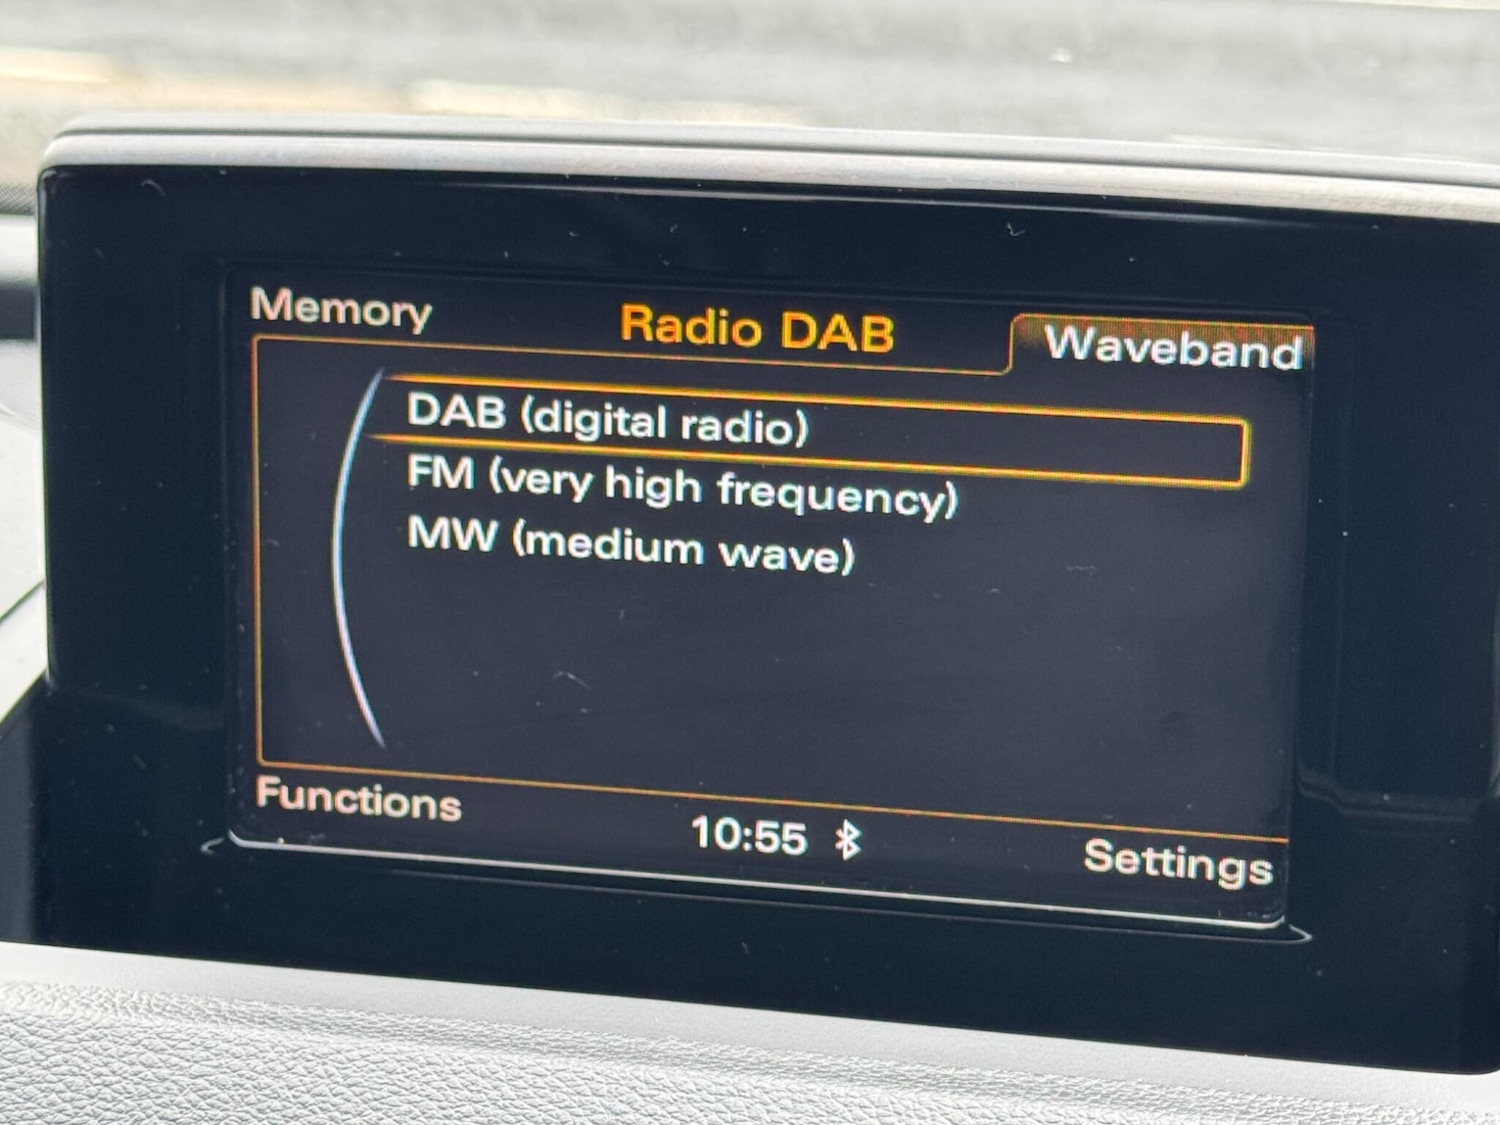 Memory
Radio DAB
Waveband
DAB (digital radio)
FM (very high frequency)
MW (medium wave)
Functions
10:55
Settings